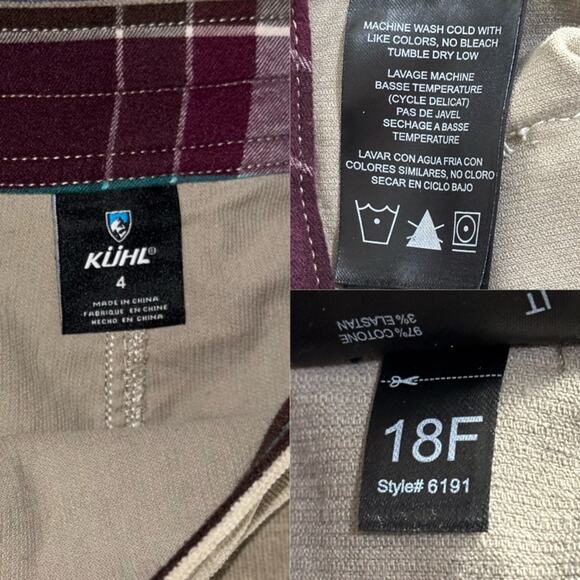 KÜHL®
4
MADE IN CHINA
FABRIQUE EN CHINE
HECHO EN CHINA
MACHINE WASH COLD WITH
LIKE COLORS, NO BLEACH
TUMBLE DRY LOW
LAVAGE MACHINE
BASSE TEMPERATURE
(CYCLE DELICAT)
PAS DE JAVEL
SECHAGE A BASSE
TEMPERATURE
LAVAR CON AGUA FRIA CON
COLORES SIMILARES, NO CLORO
SECAR EN CICLO BAJO
IT
97% COTONE
3% ELASTAN
18F
Style# 6191